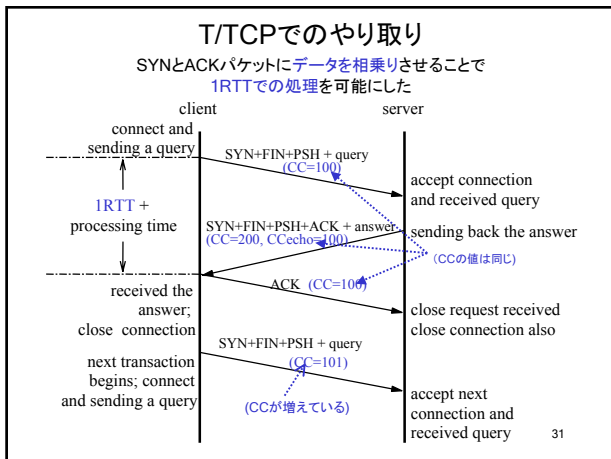 T/TCPでのやり取り
SYNとACKパケットにデータを相乗りさせることで
1RTTでの処理を可能にした
client
server
connect and
sending a query
SYN+FIN+PSH + query
(CC=100)
accept connection
and received query
1RTT +
processing time
SYN+FIN+PSH+ACK + answer
(CC=200, CCecho=100)
sending back the answer
(CCの値は同じ)
ACK (CC=100)
received the
answer;
close connection
close request received
close connection also
SYN+FIN+PSH + query
(CC=101)
next transaction
begins; connect
and sending a query
(CCが増えている)
accept next
connection and
received query
31